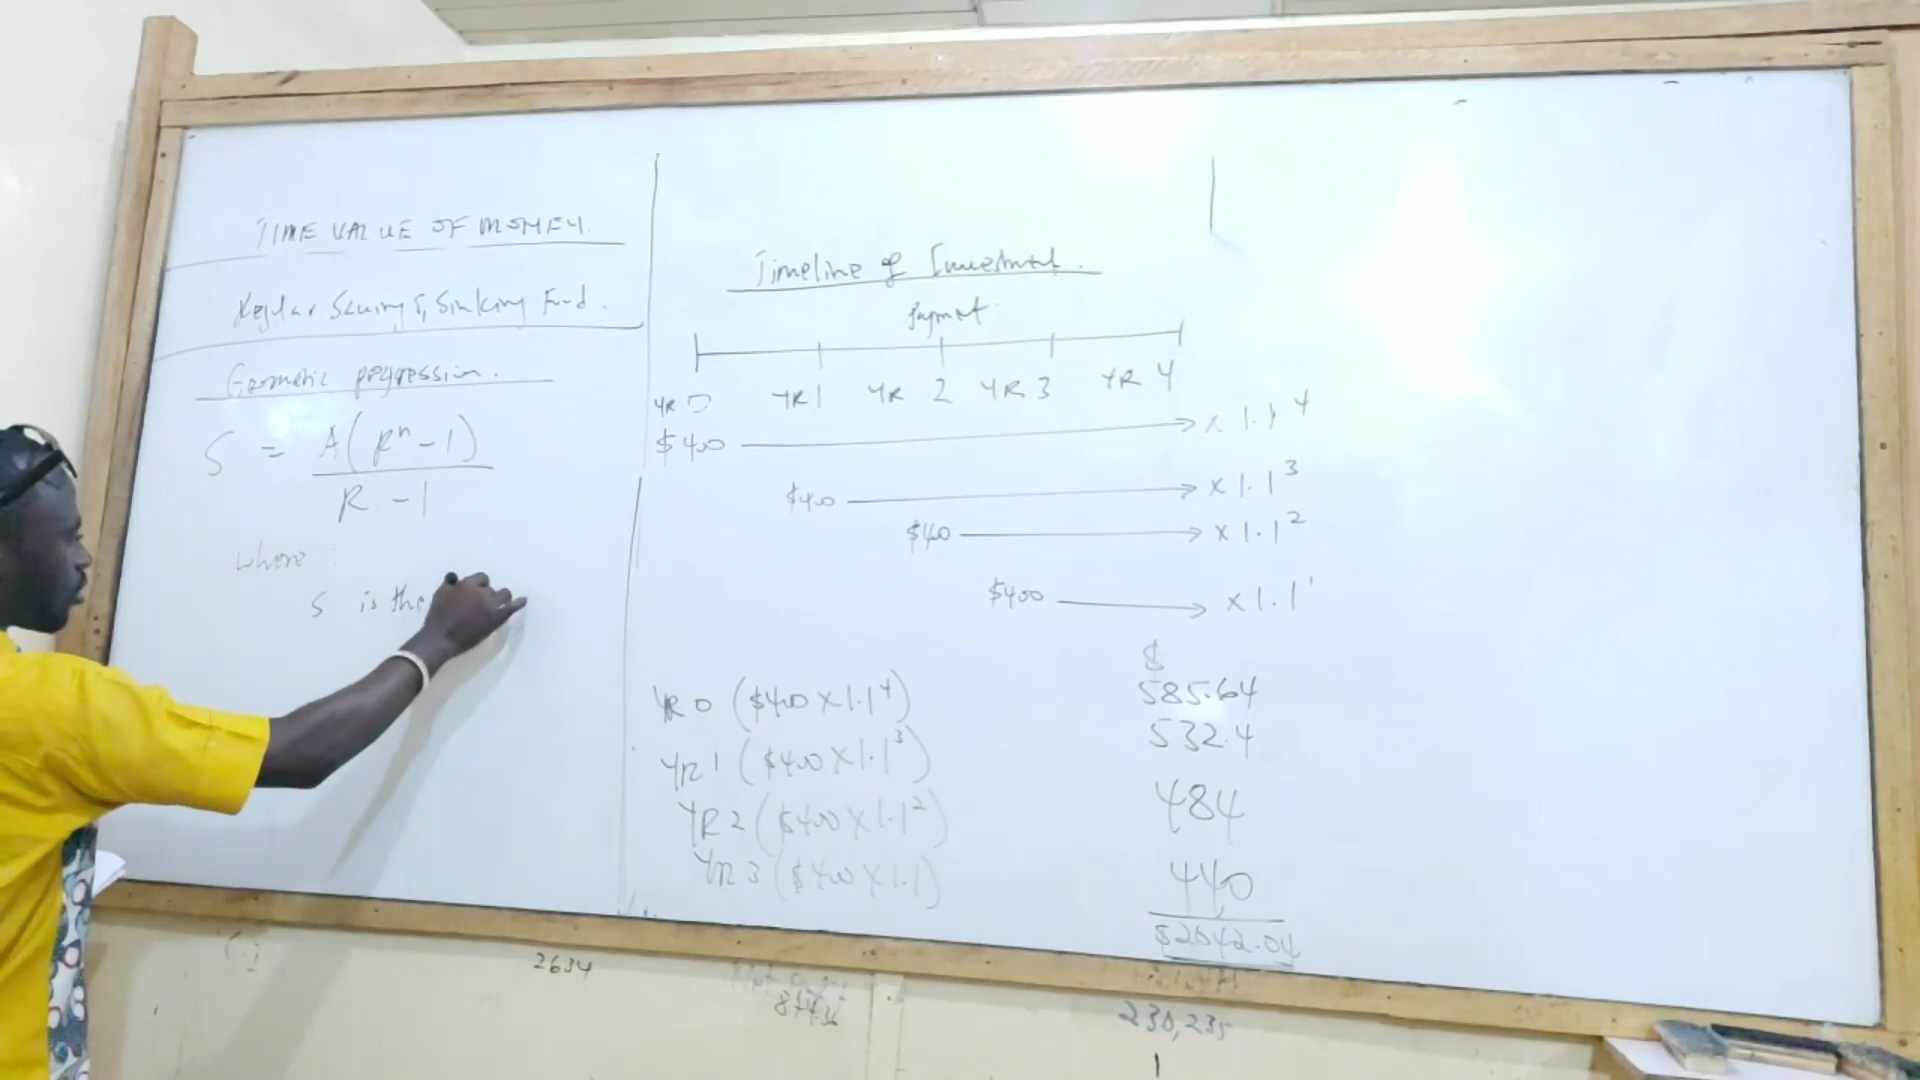 TIME VALUE OF MONEY.
Regular Saving & Sinking Fund.
Geometric progression.
S = A(R^n - 1)
R - 1
where :
S is the
Timeline of Investment.
Payment
YR 0 YR 1 YR 2 YR 3 YR 4
$400 → x 1.1^4
$400 → x 1.1^3
$400 → x 1.1^2
$400 → x 1.1^1
$
YR 0 ($400 x 1.1^4) 585.64
YR 1 ($400 x 1.1^3) 532.4
YR 2 ($400 x 1.1^2) 484
YR 3 ($400 x 1.1) 440
$2042.04
2634
230,235
1